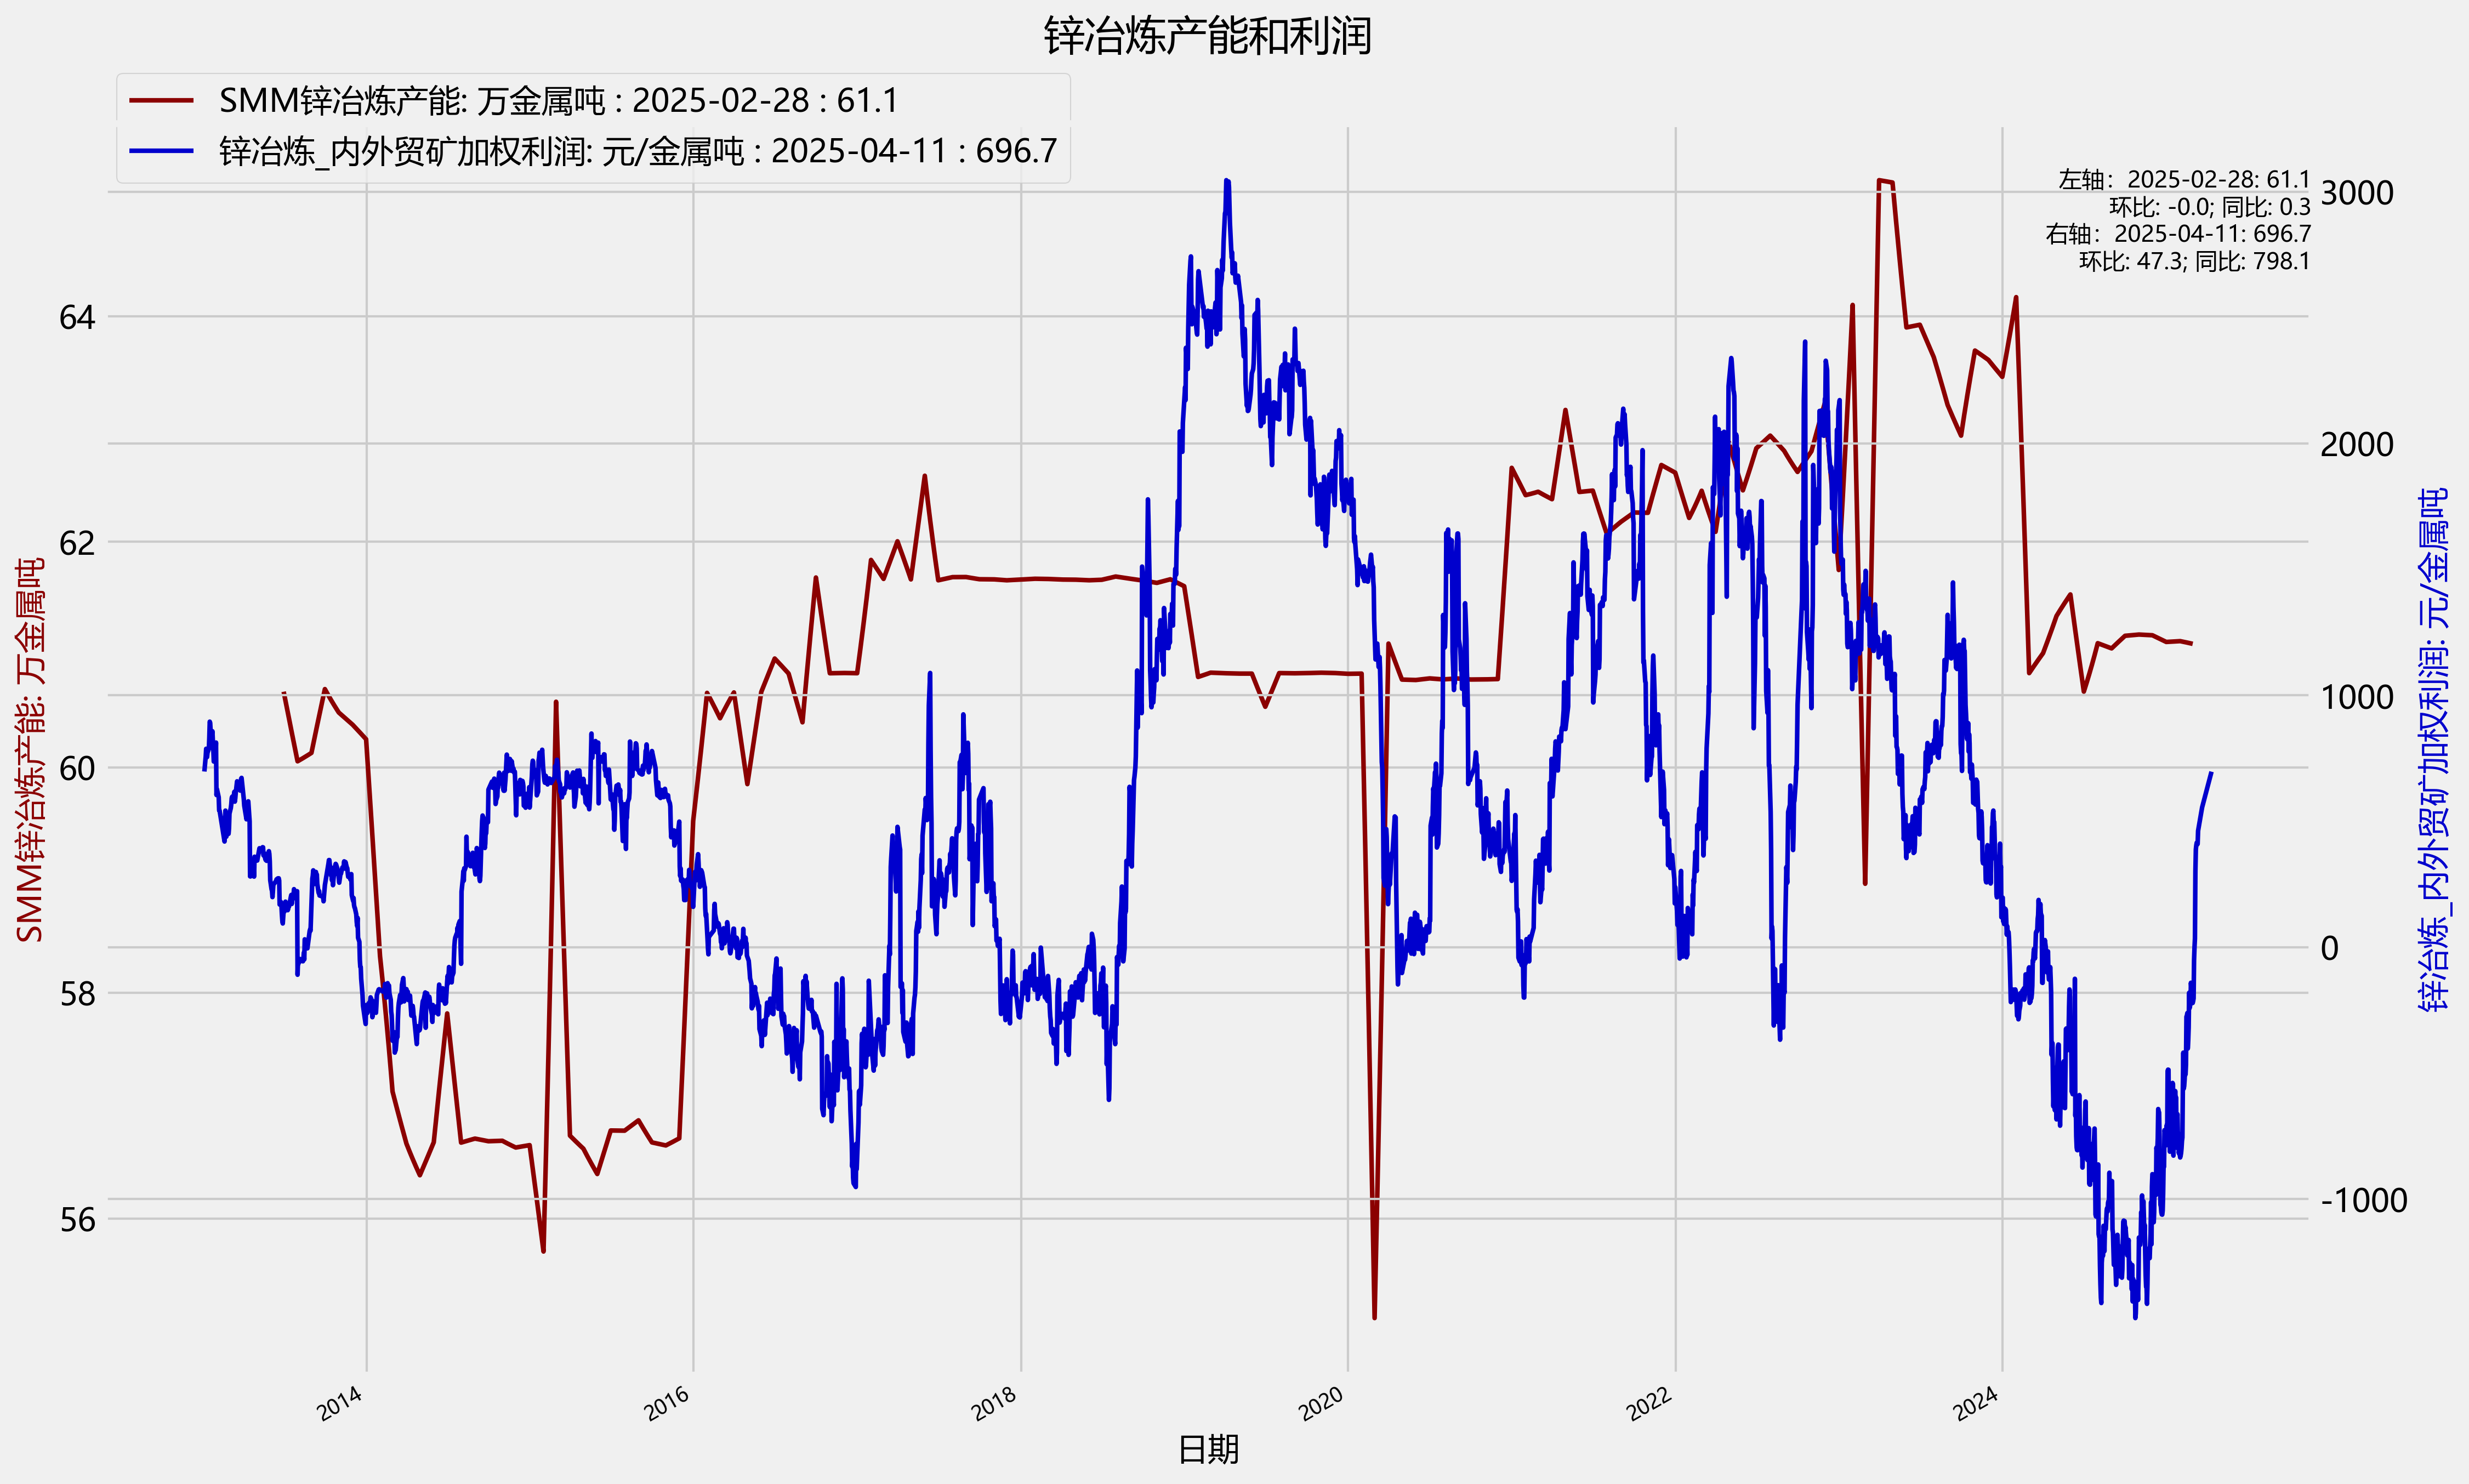 锌冶炼产能和利润
SMM锌冶炼产能: 万金属吨 : 2025-02-28 : 61.1
锌冶炼_内外贸矿加权利润: 元/金属吨 : 2025-04-11 : 696.7
左轴：2025-02-28: 61.1
环比: -0.0; 同比: 0.3
右轴：2025-04-11: 696.7
环比: 47.3; 同比: 798.1
SMM锌冶炼产能: 万金属吨
64
62
60
58
56
3000
2000
1000
0
-1000
锌冶炼_内外贸矿加权利润: 元/金属吨
2014
2016
2018
2020
2022
2024
日期